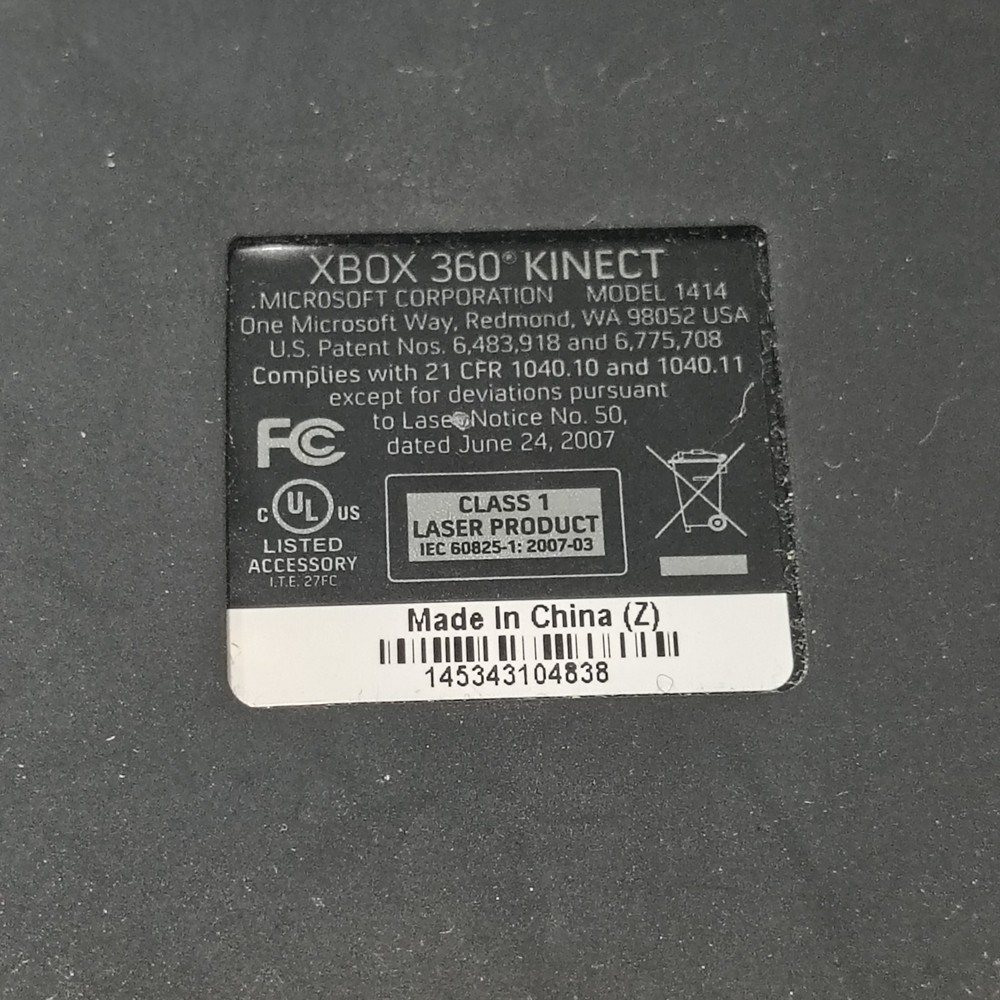 XBOX 360® KINECT
MICROSOFT CORPORATION MODEL 1414
One Microsoft Way, Redmond, WA 98052 USA
U.S. Patent Nos. 6,483,918 and 6,775,708
Complies with 21 CFR 1040.10 and 1040.11
except for deviations pursuant
to Laser Notice No. 50,
dated June 24, 2007
FC
C UL US
LISTED
ACCESSORY
I.T.E. 27FC
CLASS 1
LASER PRODUCT
IEC 60825-1: 2007-03
Made In China (Z)
145343104838